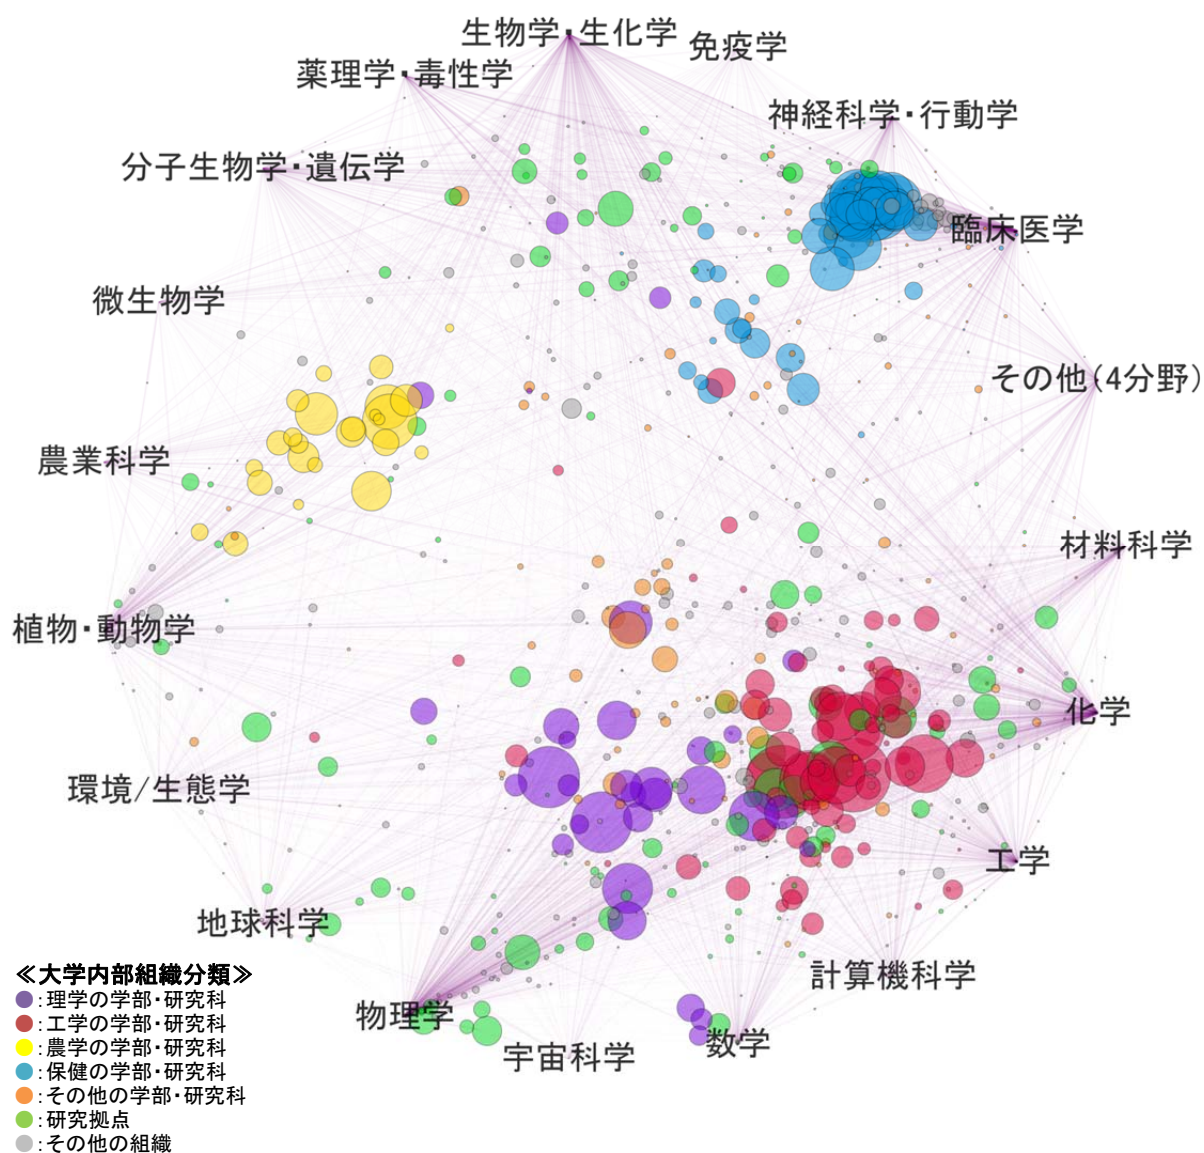 生物学・生化学
免疫学
薬理学・毒性学
神経科学・行動学
分子生物学・遺伝学
臨床医学
微生物学
その他(4分野)
農業科学
材料科学
植物・動物学
化学
環境/生態学
工学
地球科学
計算機科学
物理学
数学
宇宙科学
≪大学内部組織分類≫
:理学の学部・研究科
:工学の学部・研究科
:農学の学部・研究科
:保健の学部・研究科
:その他の学部・研究科
:研究拠点
:その他の組織